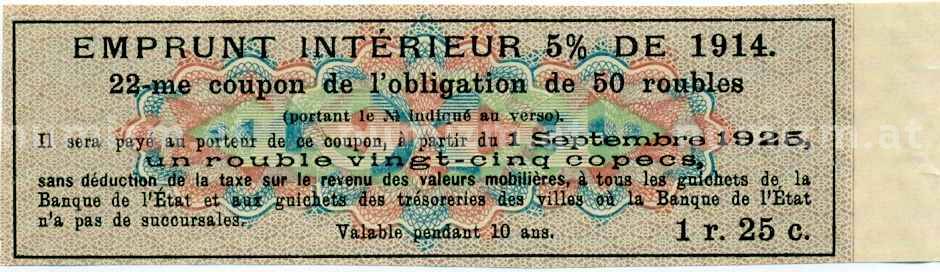 EMPRUNT INTÉRIEUR 5% DE 1914.
22-me coupon de l'obligation de 50 roubles
(portant le № indiqué au verso).
Il sera payé au porteur de ce coupon, à partir du 1 Septembre 1925,
un rouble vingt-cinq copecs,
sans déduction de la taxe sur le revenu des valeurs mobilières, à tous les guichets de la
Banque de l'État et aux guichets des trésoreries des villes où la Banque de l'État
n'a pas de succursales.
Valable pendant 10 ans.
1 r. 25 c.